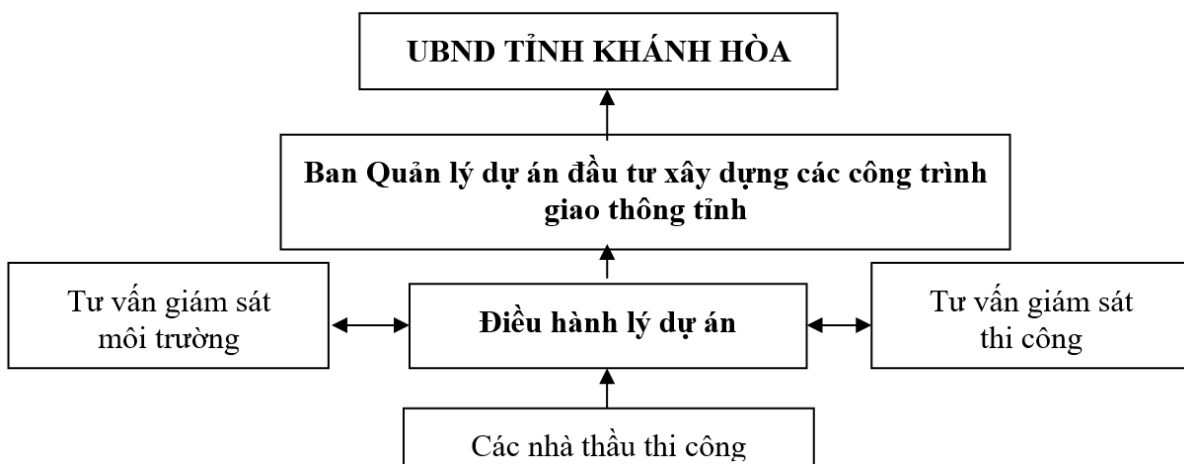 UBND TỈNH KHÁNH HÒA
Ban Quản lý dự án đầu tư xây dựng các công trình
giao thông tỉnh
Tư vấn giám sát
môi trường
Điều hành lý dự án
Tư vấn giám sát
thi công
Các nhà thầu thi công